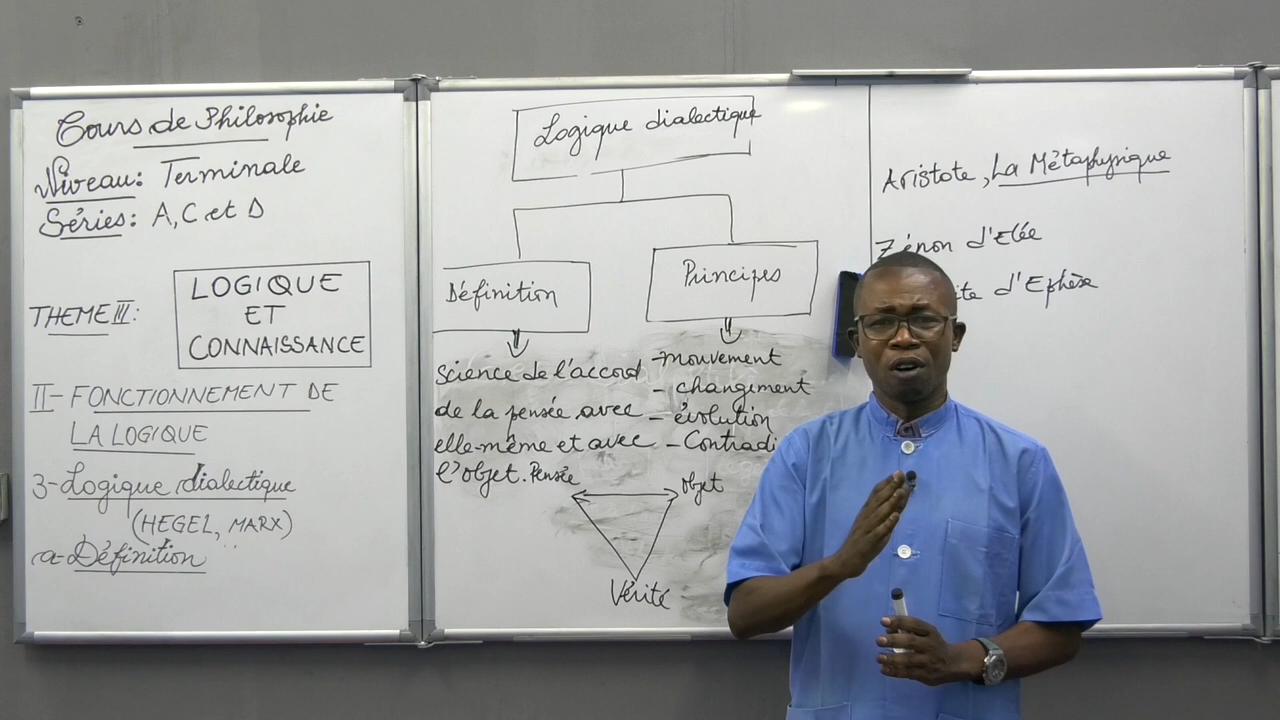 Cours de Philosophie
Niveau: Terminale
Séries: A, C et D
THEME III:
LOGIQUE
ET
CONNAISSANCE
II- FONCTIONNEMENT DE
LA LOGIQUE
3- Logique dialectique
(HEGEL, MARX)
a- Définition
Logique dialectique
Définition
Science de l'accord
de la pensée avec
elle-même et avec
l'objet.
Principes
- mouvement
- changement
- évolution
- Contradi
Pensée
objet
Vérité
Aristote, La Métaphysique
Zénon d'Elée
ite d'Ephèse